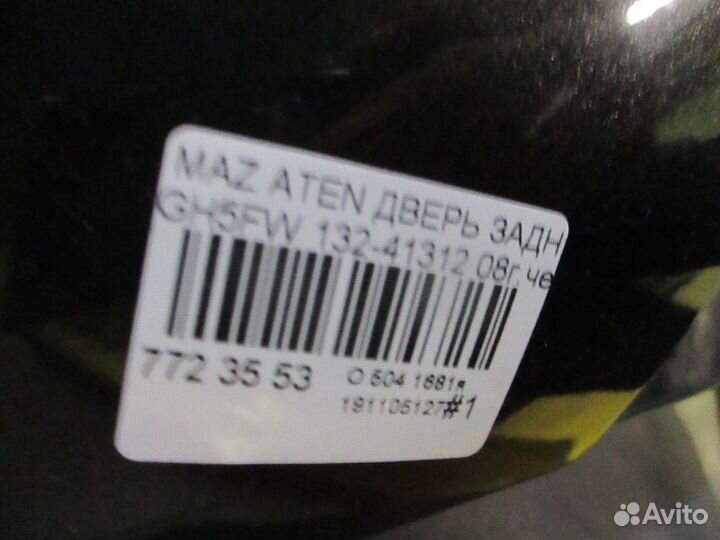 MAZ ATEN ДВЕРЬ ЗАДН
GH5FW 132-41312 08г.че
772 35 53
O 504 1681я
191105127#1
Avito